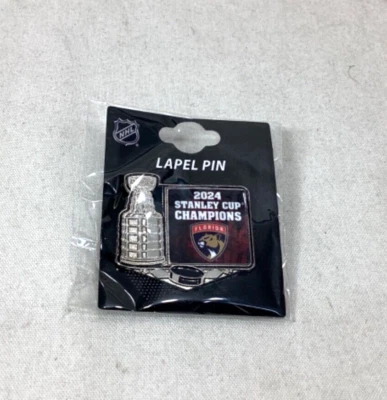 NHL
LAPEL PIN
2024
STANLEY CUP
CHAMPIONS
FLORIDA